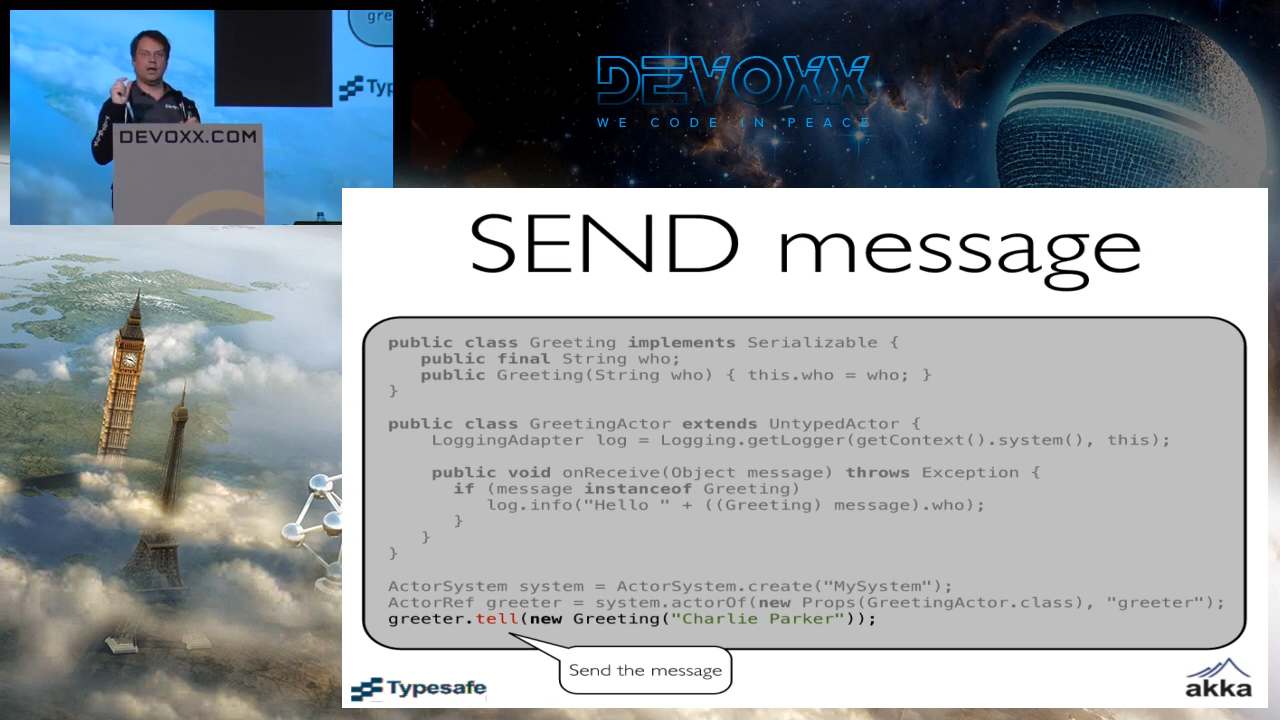 gre
Typ
DEVOXX.COM
DEVOXX
WE CODE IN PEACE
SEND message
public class Greeting implements Serializable {
public final String who;
public Greeting(String who) { this.who = who; }
}
public class GreetingActor extends UntypedActor {
LoggingAdapter log = Logging.getLogger(getContext().system(), this);
public void onReceive(Object message) throws Exception {
if (message instanceof Greeting)
log.info("Hello " + ((Greeting) message).who);
}
}
}
ActorSystem system = ActorSystem.create("MySystem");
ActorRef greeter = system.actorOf(new Props(GreetingActor.class), "greeter");
greeter.tell(new Greeting("Charlie Parker"));
Send the message
Typesafe
akka